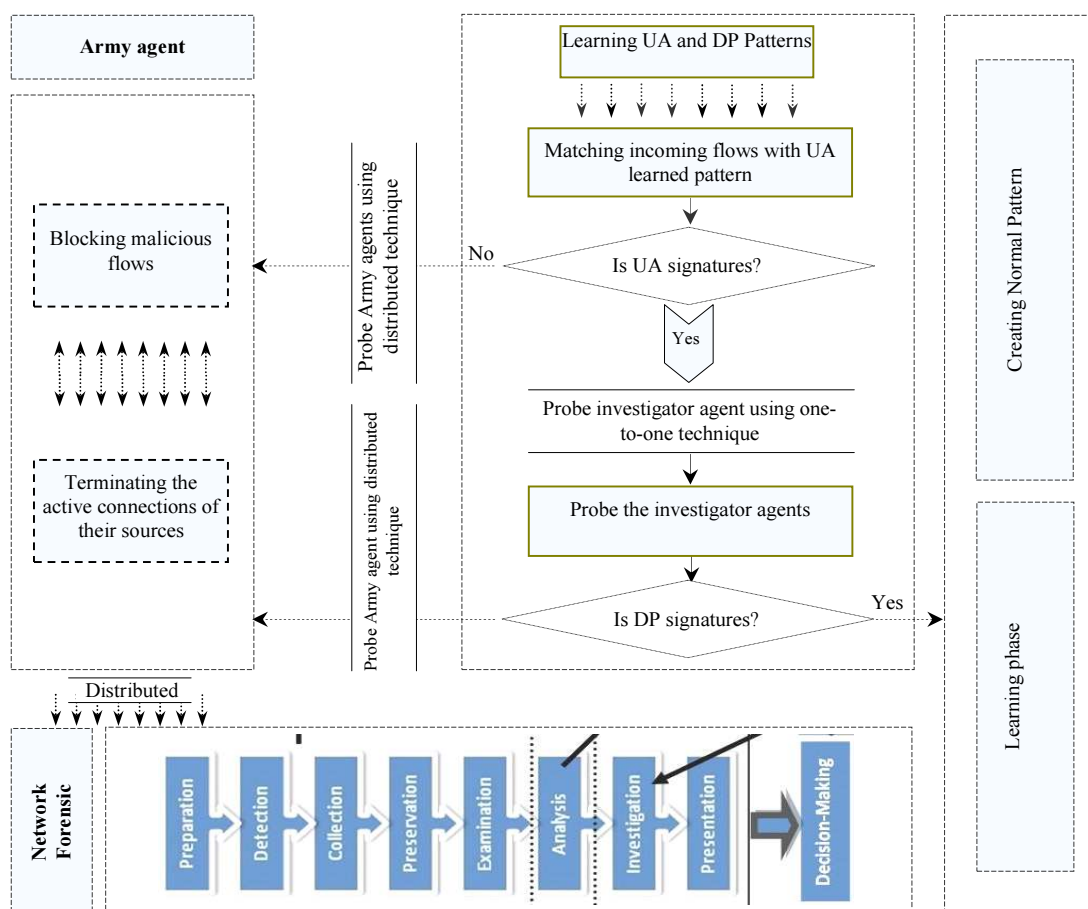 Army agent
Blocking malicious
flows
Terminating the
active connections of
their sources
Probe Army agents using
distributed technique
Probe Army agent using distributed
technique
Learning UA and DP Patterns
Matching incoming flows with UA
learned pattern
Is UA signatures?
No
Yes
Probe investigator agent using one-
to-one technique
Probe the investigator agents
Is DP signatures?
Yes
Creating Normal Pattern
Learning phase
Distributed
Network
Forensic
Preparation
Detection
Collection
Preservation
Examination
Analysis
Investigation
Presentation
Decision-Making